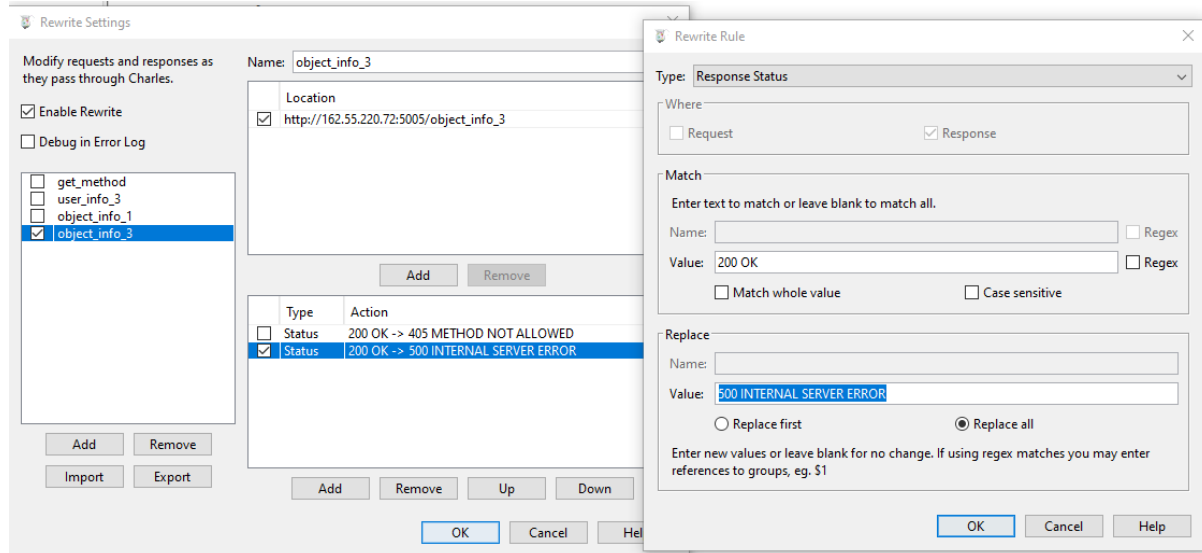 Rewrite Settings
Modify requests and responses as
they pass through Charles.
Enable Rewrite
Debug in Error Log
get_method
user_info_3
object_info_1
object_info_3
Add Remove
Import Export
Name: object_info_3
Location
http://162.55.220.72:5005/object_info_3
Add Remove
Type Action
Status 200 OK -> 405 METHOD NOT ALLOWED
Status 200 OK -> 500 INTERNAL SERVER ERROR
Add Remove Up Down
OK Cancel Hel
Rewrite Rule
Type: Response Status
Where
Request Response
Match
Enter text to match or leave blank to match all.
Name: Regex
Value: 200 OK Regex
Match whole value Case sensitive
Replace
Name:
Value: 500 INTERNAL SERVER ERROR
Replace first Replace all
Enter new values or leave blank for no change. If using regex matches you may enter
references to groups, eg. $1
OK Cancel Help